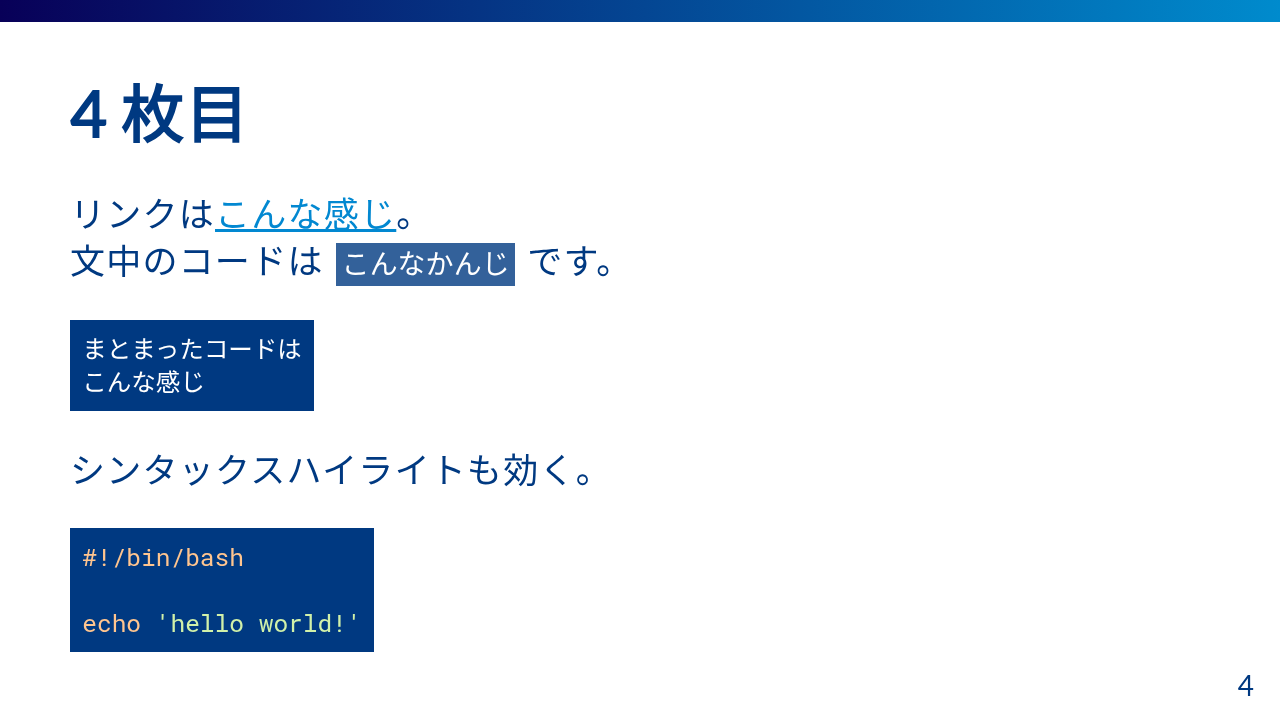 4 枚目
リンクはこんな感じ。
文中のコードは こんなかんじ です。
まとまったコードは
こんな感じ
シンタックスハイライトも効く。
#!/bin/bash
echo 'hello world!'
4